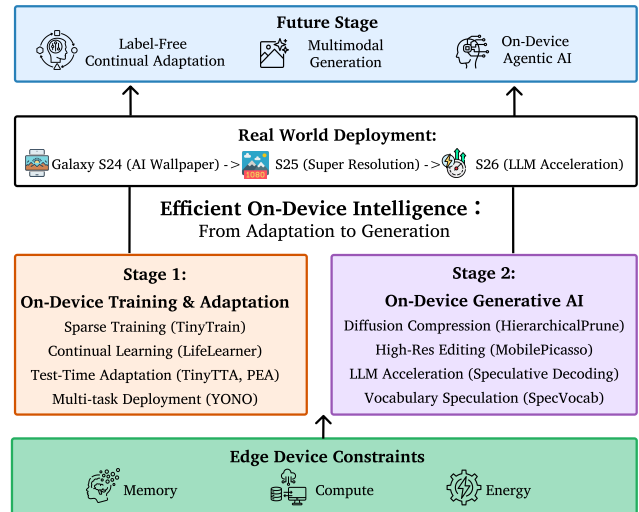 Future Stage
Label-Free
Continual Adaptation
Multimodal
Generation
On-Device
Agentic AI
Real World Deployment:
Galaxy S24 (AI Wallpaper) -> S25 (Super Resolution) -> S26 (LLM Acceleration)
1080
Efficient On-Device Intelligence：
From Adaptation to Generation
Stage 1:
On-Device Training & Adaptation
Sparse Training (TinyTrain)
Continual Learning (LifeLearner)
Test-Time Adaptation (TinyTTA, PEA)
Multi-task Deployment (YONO)
Stage 2:
On-Device Generative AI
Diffusion Compression (HierarchicalPrune)
High-Res Editing (MobilePicasso)
LLM Acceleration (Speculative Decoding)
Vocabulary Speculation (SpecVocab)
Edge Device Constraints
Memory
Compute
Energy